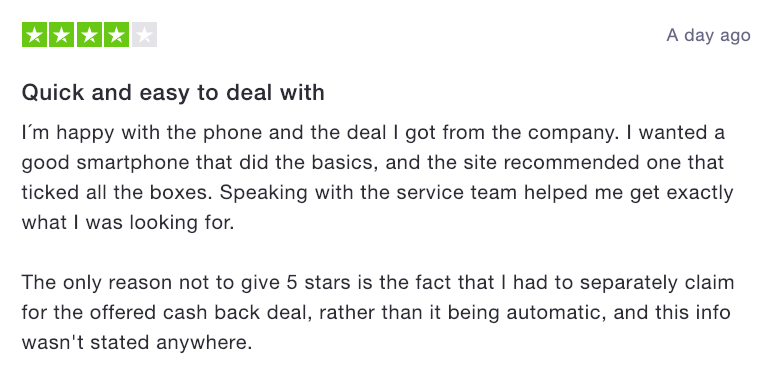 A day ago
Quick and easy to deal with
I´m happy with the phone and the deal I got from the company. I wanted a
good smartphone that did the basics, and the site recommended one that
ticked all the boxes. Speaking with the service team helped me get exactly
what I was looking for.
The only reason not to give 5 stars is the fact that I had to separately claim
for the offered cash back deal, rather than it being automatic, and this info
wasn't stated anywhere.